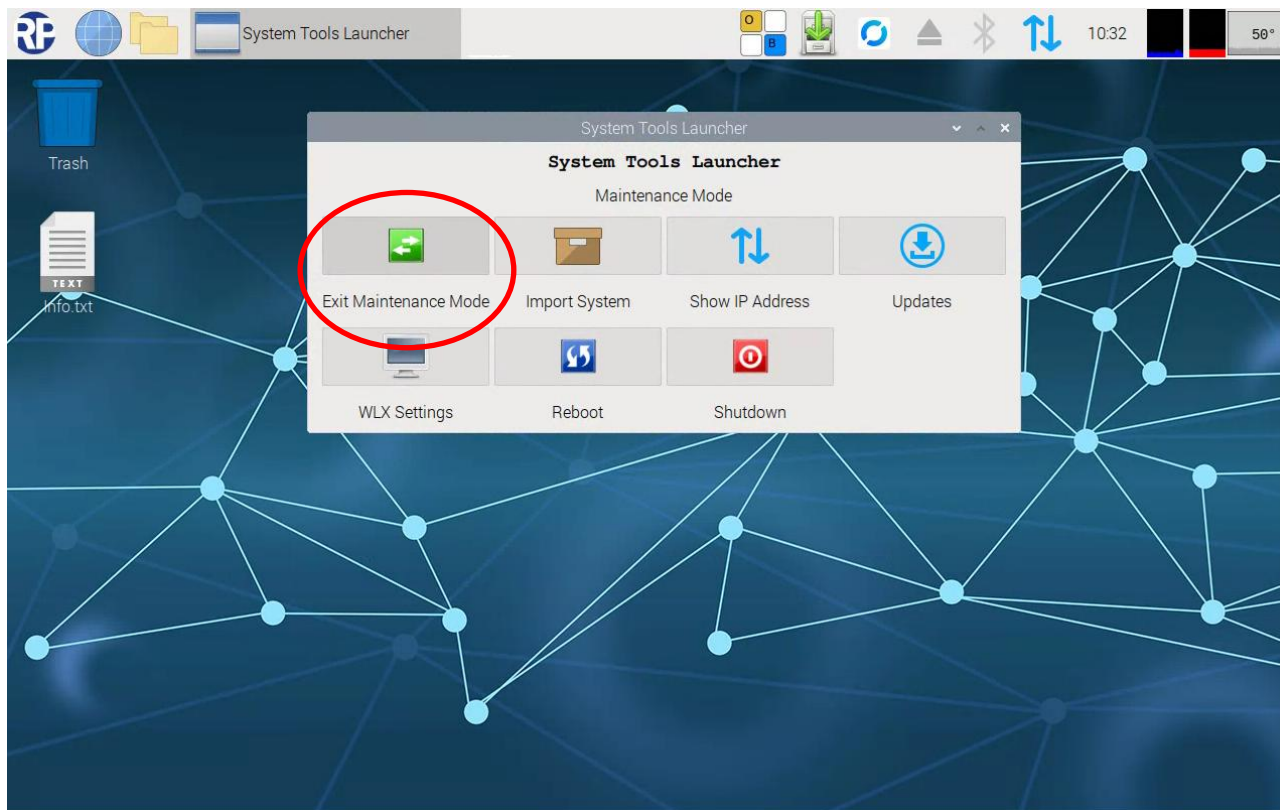 RP
System Tools Launcher
O
B
10:32
50°
Trash
TEXT
Info.txt
System Tools Launcher
System Tools Launcher
Maintenance Mode
Exit Maintenance Mode
Import System
Show IP Address
Updates
WLX Settings
Reboot
Shutdown